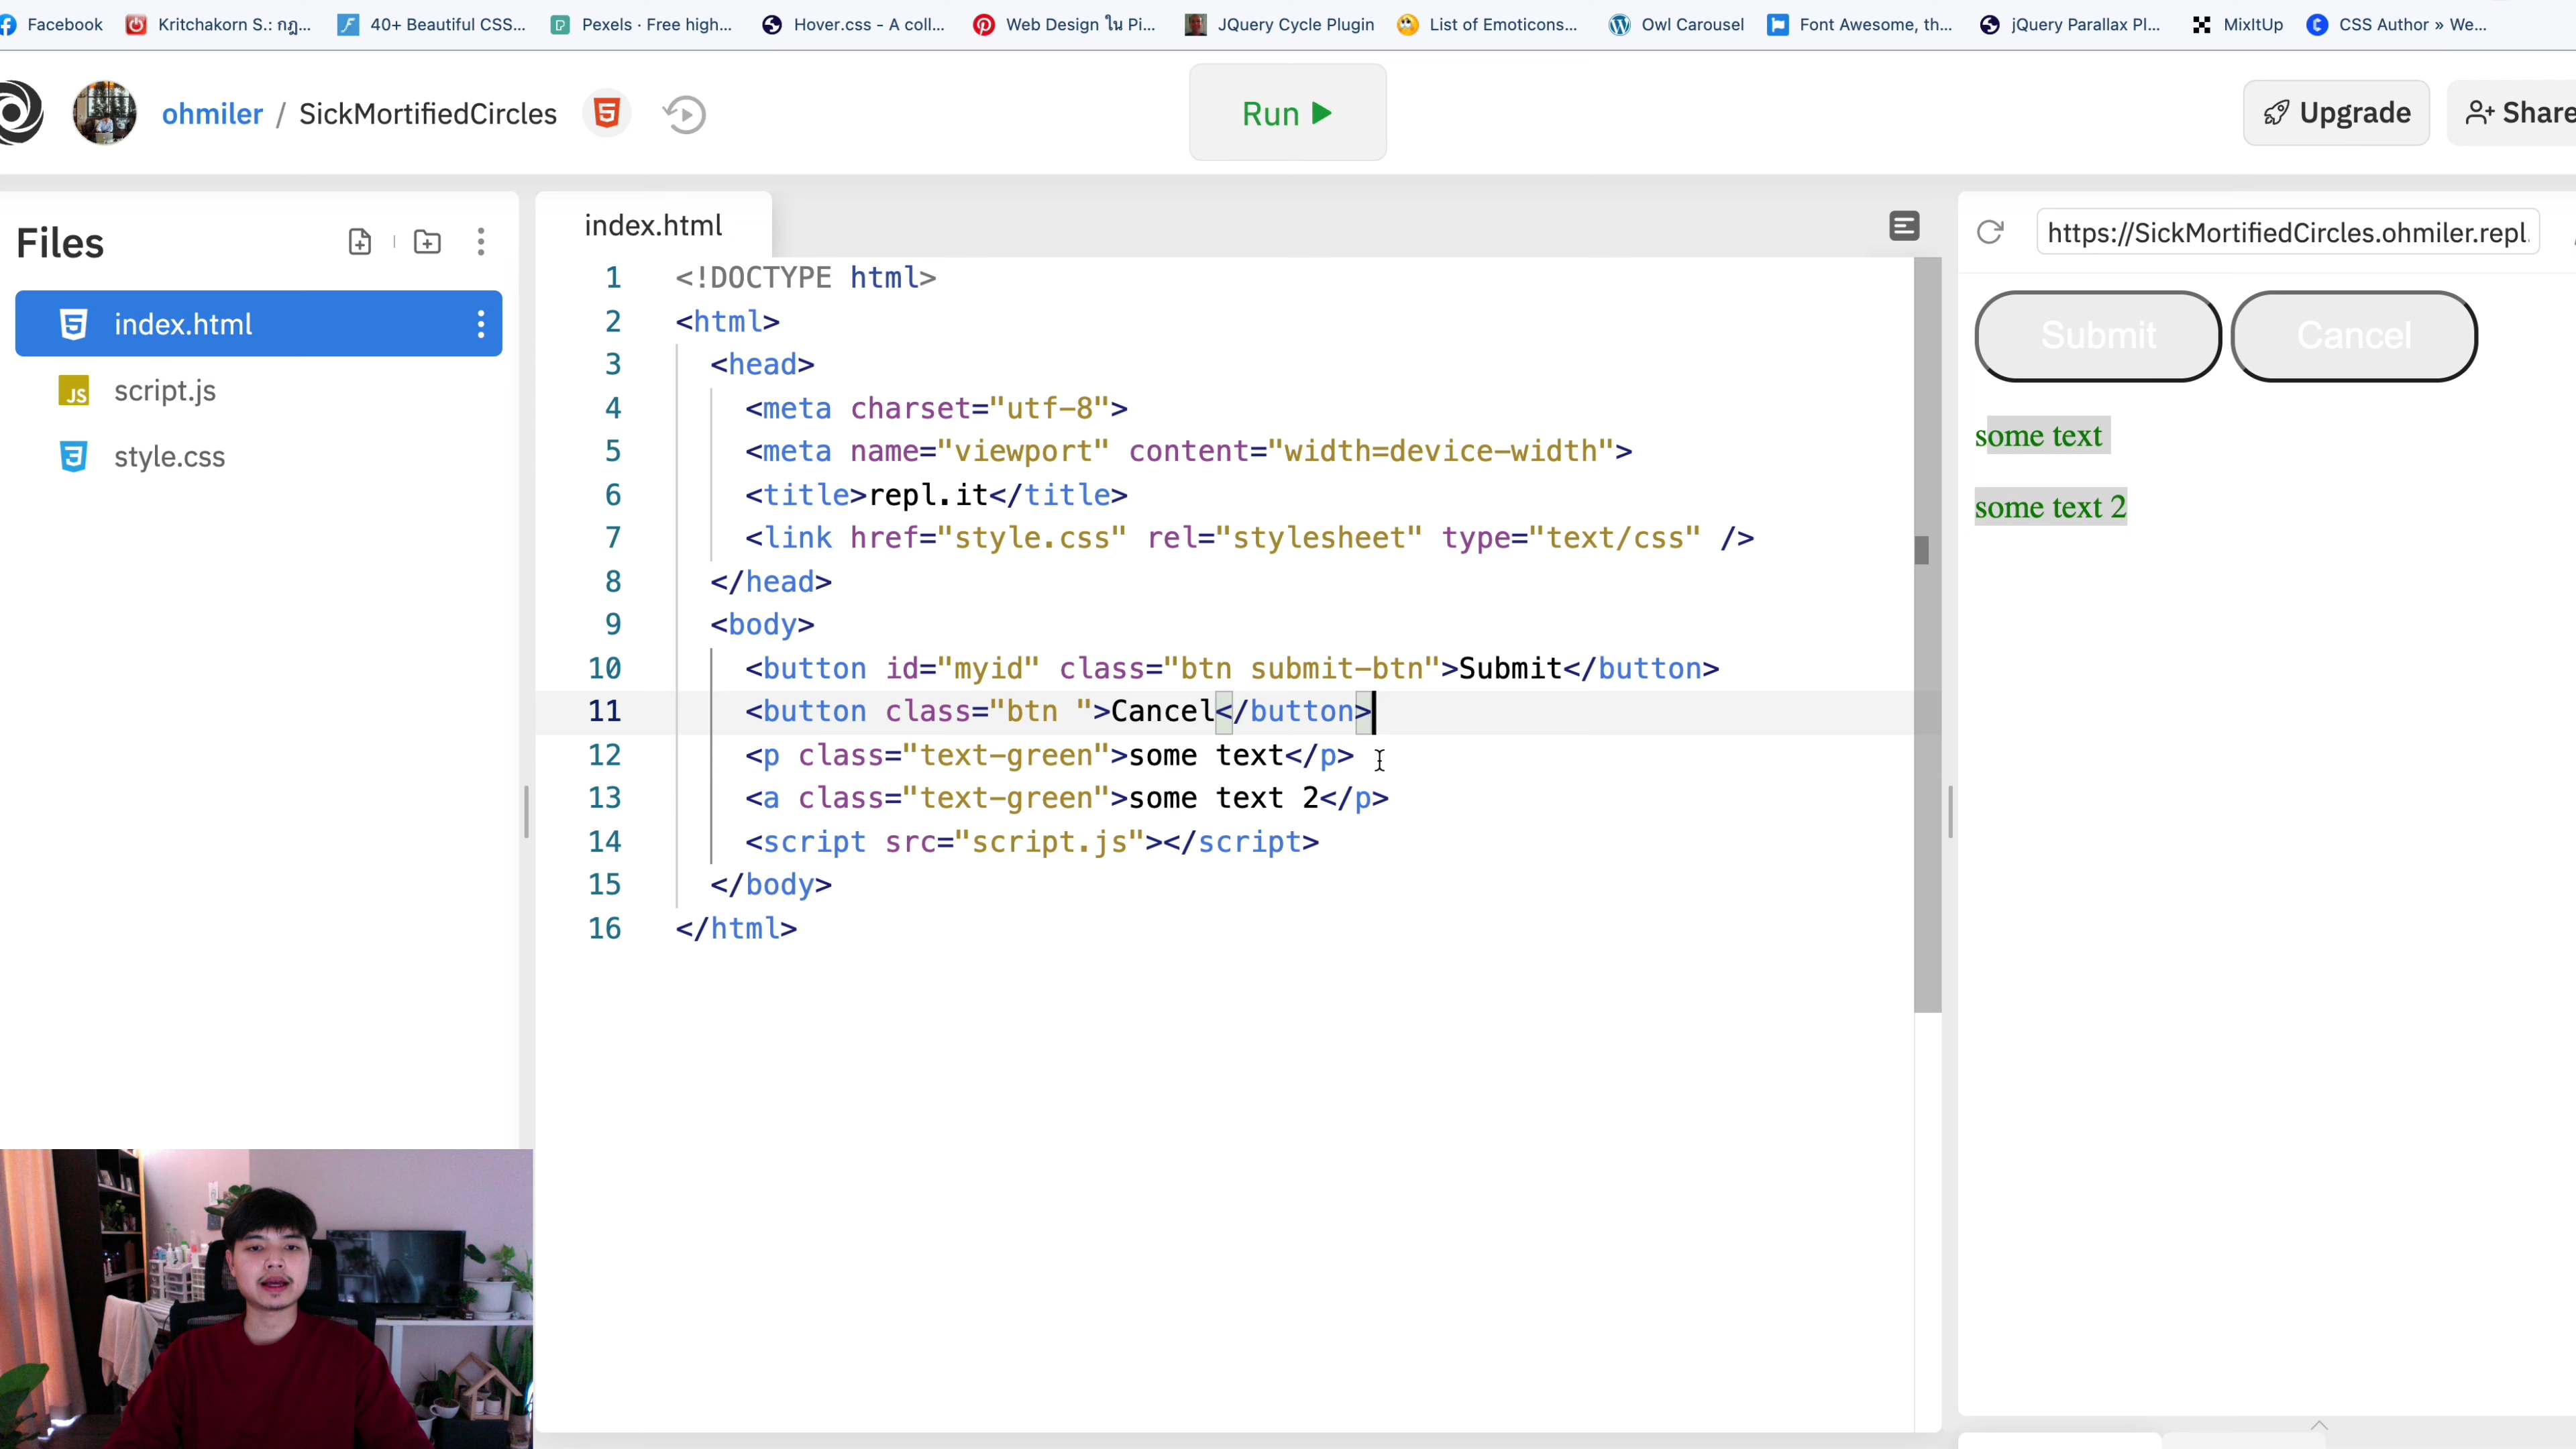 Facebook
Kritchakorn S.: กฎ...
40+ Beautiful CSS...
Pexels · Free high...
Hover.css - A coll...
Web Design ใน Pi...
JQuery Cycle Plugin
List of Emoticons...
Owl Carousel
Font Awesome, th...
jQuery Parallax Pl...
MixItUp
CSS Author » We...
ohmiler / SickMortifiedCircles
Run
Upgrade
Share
Files
index.html
script.js
style.css
index.html
1 <!DOCTYPE html>
2 <html>
3 <head>
4 <meta charset="utf-8">
5 <meta name="viewport" content="width=device-width">
6 <title>repl.it</title>
7 <link href="style.css" rel="stylesheet" type="text/css" />
8 </head>
9 <body>
10 <button id="myid" class="btn submit-btn">Submit</button>
11 <button class="btn ">Cancel</button>
12 <p class="text-green">some text</p>
13 <a class="text-green">some text 2</p>
14 <script src="script.js"></script>
15 </body>
16 </html>
https://SickMortifiedCircles.ohmiler.repl.
Submit
Cancel
some text
some text 2